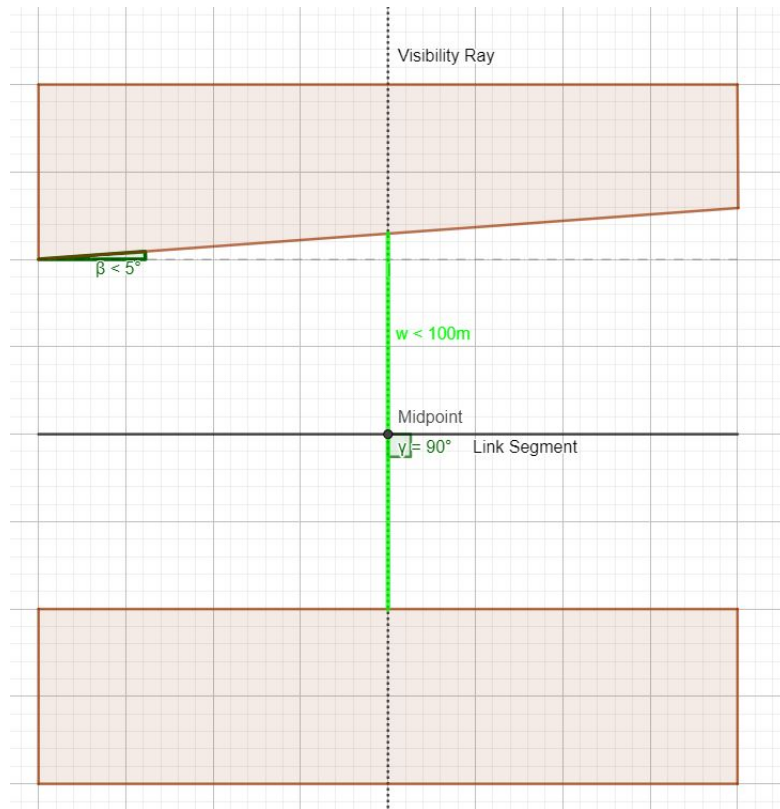 Visibility Ray
β < 5°
w < 100m
Midpoint
γ = 90°
Link Segment